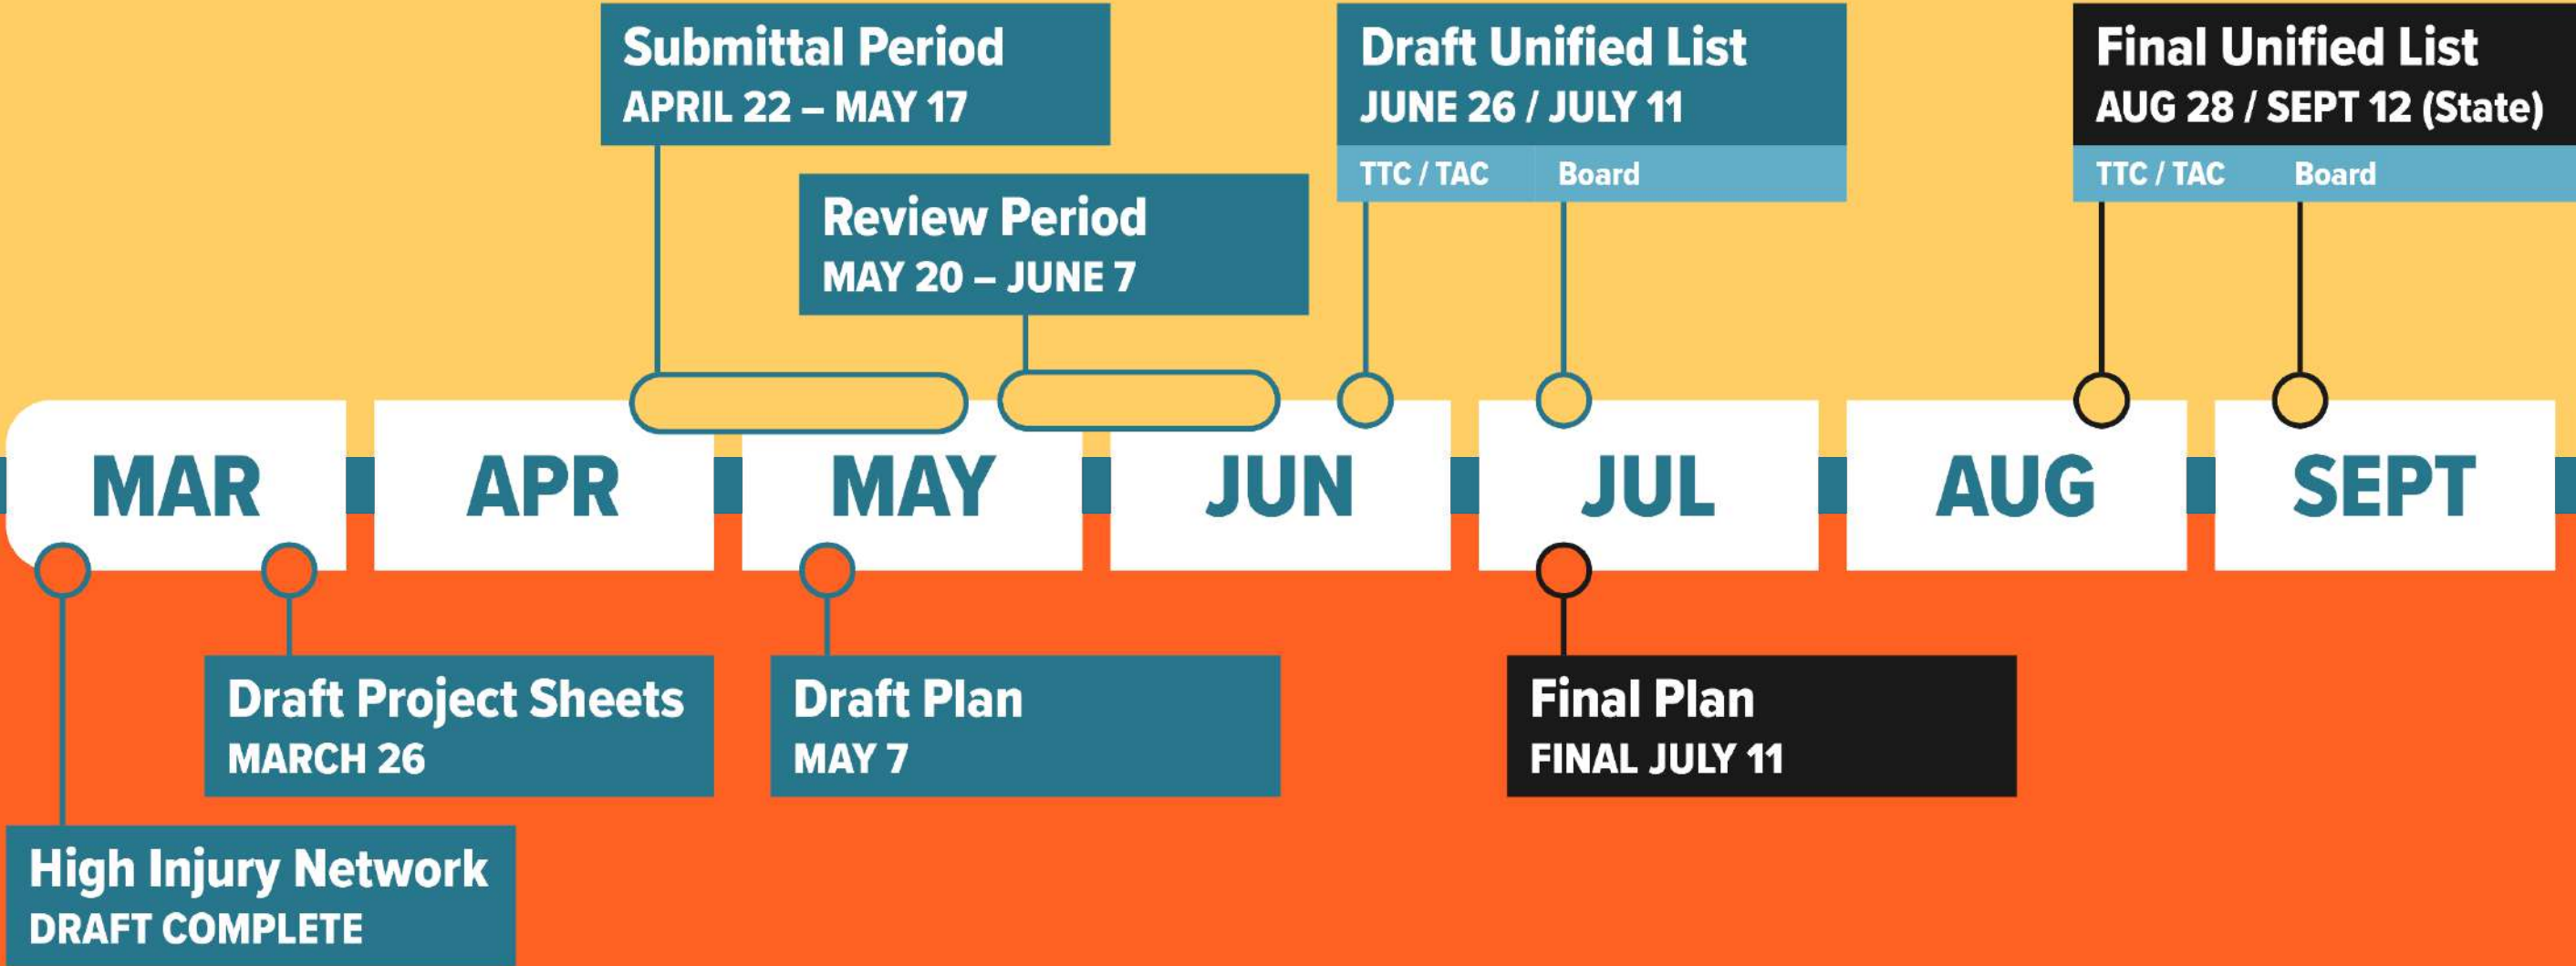 Submittal Period
APRIL 22 – MAY 17
Review Period
MAY 20 – JUNE 7
Draft Unified List
JUNE 26 / JULY 11
TTC / TAC Board
Final Unified List
AUG 28 / SEPT 12 (State)
TTC / TAC Board
MAR APR MAY JUN JUL AUG SEPT
Draft Project Sheets
MARCH 26
Draft Plan
MAY 7
Final Plan
FINAL JULY 11
High Injury Network
DRAFT COMPLETE